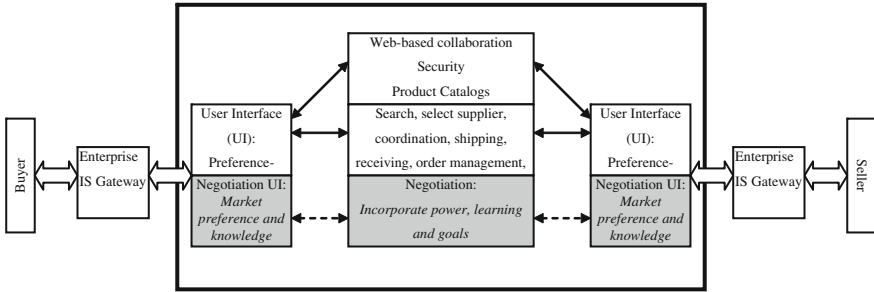 Buyer
Enterprise
IS Gateway
User Interface
(UI):
Preference-
Negotiation UI:
Market
preference and
knowledge
Web-based collaboration
Security
Product Catalogs
Search, select supplier,
coordination, shipping,
receiving, order management,
Negotiation:
Incorporate power, learning
and goals
User Interface
(UI):
Preference-
Negotiation UI:
Market
preference and
knowledge
Enterprise
IS Gateway
Seller